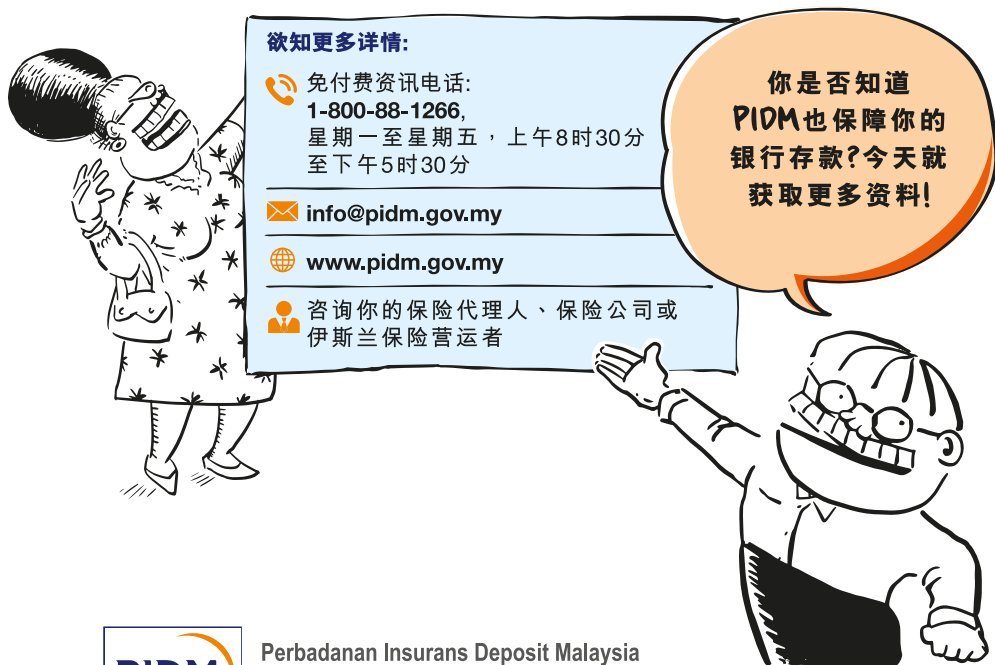 欲知更多详情:
免付费资讯电话:
1-800-88-1266,
星期一至星期五，上午8时30分
至下午5时30分
info@pidm.gov.my
www.pidm.gov.my
咨询你的保险代理人、保险公司或
伊斯兰保险营运者
你是否知道
PIDM也保障你的
银行存款?今天就
获取更多资料!
PIDM
Perbadanan Insurans Deposit Malaysia